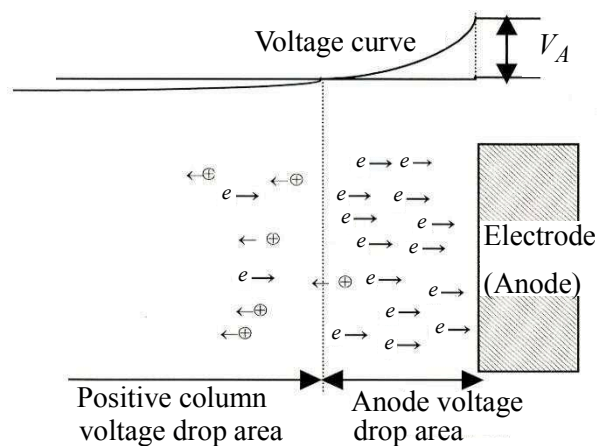 Voltage curve
V_A
⊕
⊕
e
e e
e e
e
⊕
e
e e
e
⊕
e
e
⊕
e
⊕
e
e
e
Electrode
(Anode)
Positive column
voltage drop area
Anode voltage
drop area